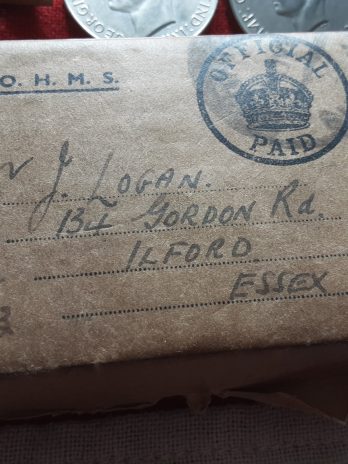 O. H. M. S.
OFFICIAL
PAID
J. LOGAN.
134 GORDON Rd.
ILFORD.
ESSEX